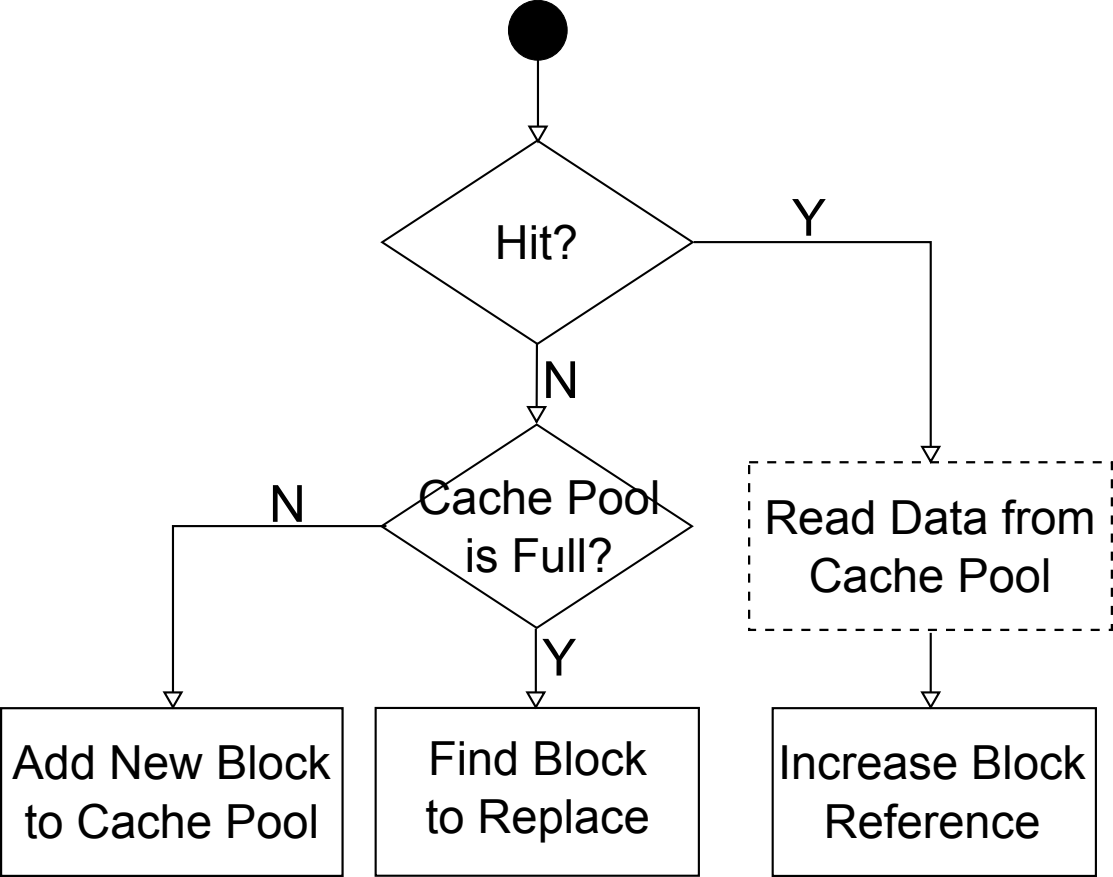 Hit?
Y
N
Cache Pool
is Full?
N
Y
Read Data from
Cache Pool
Add New Block
to Cache Pool
Find Block
to Replace
Increase Block
Reference